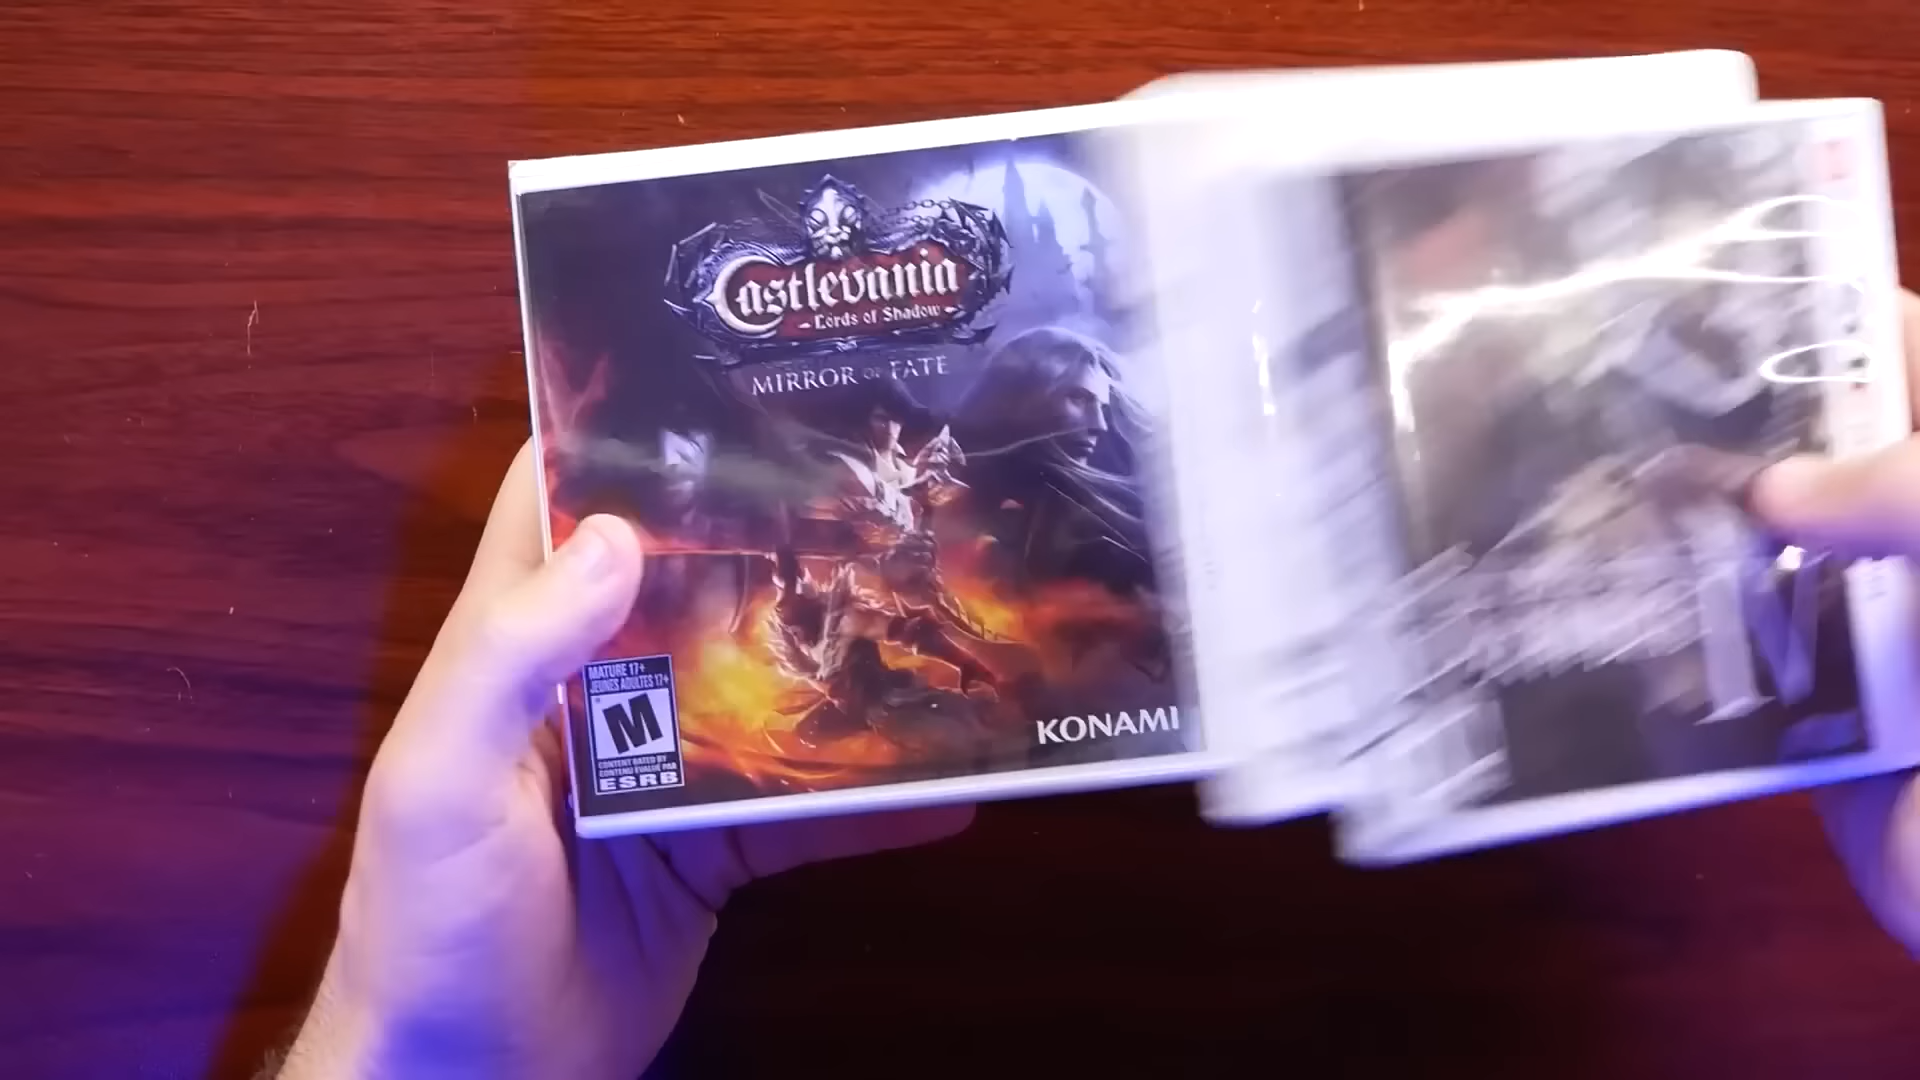 Castlevania
Lords of Shadow
MIRROR OF FATE
MATURE 17+
JEUNES ADULTES 17+
M
CONTENT RATED BY
CONTENU ÉVALUÉ PAR
ESRB
KONAMI
IV